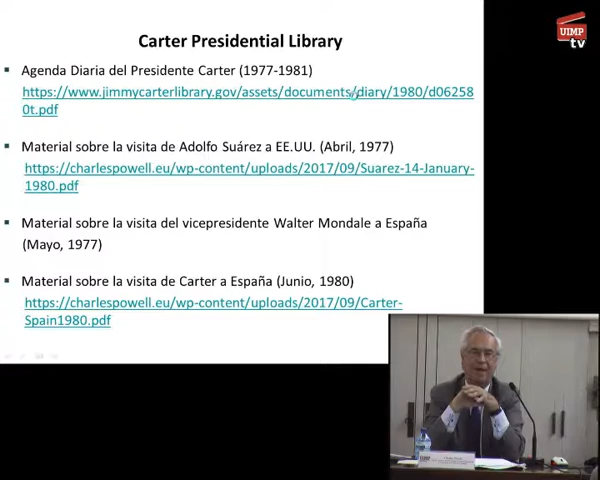 UIMP
tv
Carter Presidential Library
Agenda Diaria del Presidente Carter (1977-1981)
https://www.jimmycarterlibrary.gov/assets/documents/diary/1980/d06258
0t.pdf
Material sobre la visita de Adolfo Suárez a EE.UU. (Abril, 1977)
https://charlespowell.eu/wp-content/uploads/2017/09/Suarez-14-January-
1980.pdf
Material sobre la visita del vicepresidente Walter Mondale a España
(Mayo, 1977)
Material sobre la visita de Carter a España (Junio, 1980)
https://charlespowell.eu/wp-content/uploads/2017/09/Carter-
Spain1980.pdf